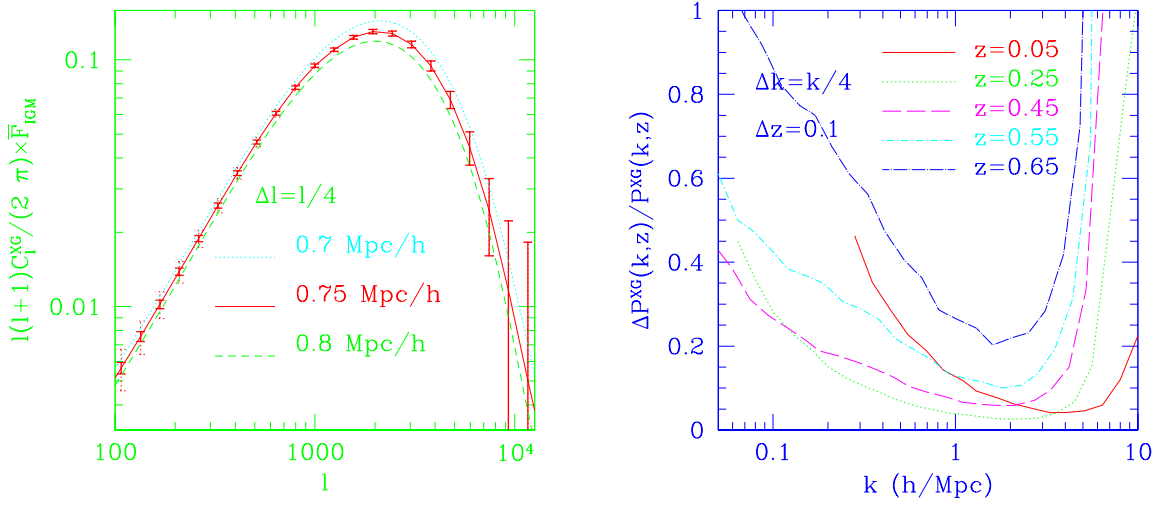 l(l+1)C_l^{XG}/(2 π)×F̅_{IGM}
0.1
0.01
Δl=l/4
0.7 Mpc/h
0.75 Mpc/h
0.8 Mpc/h
100
1000
10⁴
l
ΔP^{XG}(k,z)/P^{XG}(k,z)
1
0.8
0.6
0.4
0.2
0
Δk=k/4
Δz=0.1
z=0.05
z=0.25
z=0.45
z=0.55
z=0.65
0.1
1
10
k (h/Mpc)